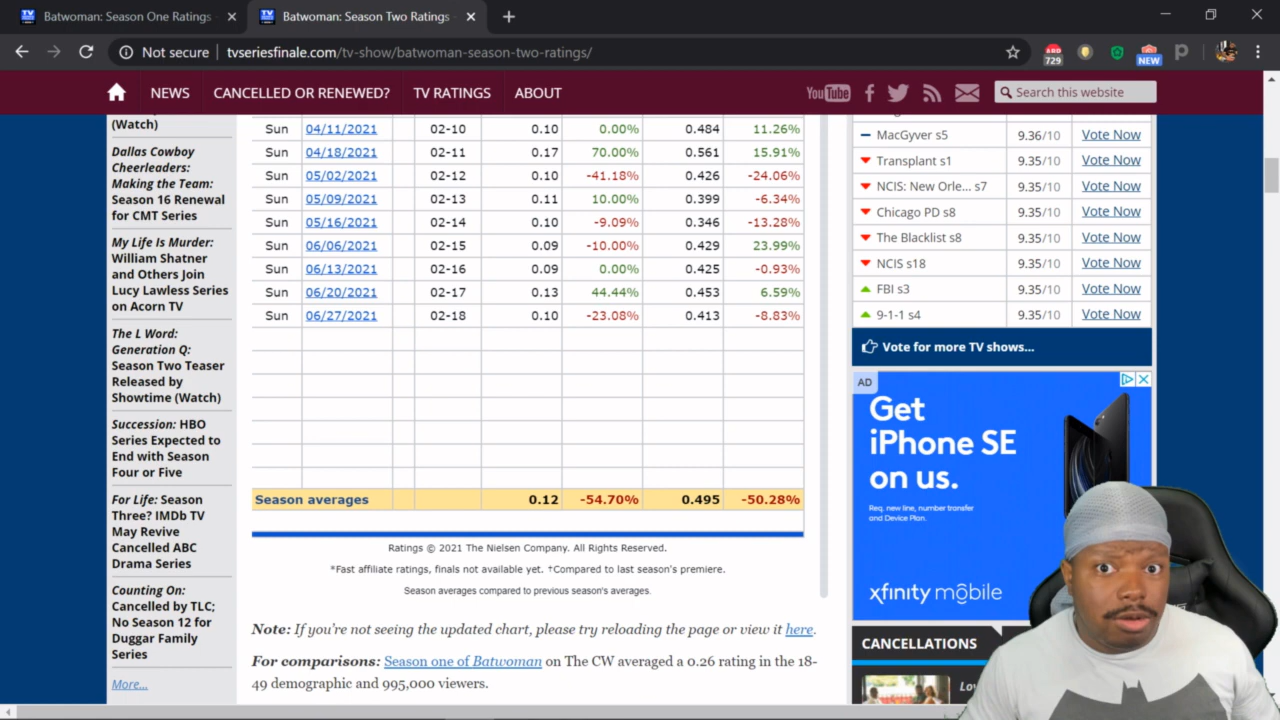 Batwoman: Season One Ratings
Batwoman: Season Two Ratings
Not secure | tvseriesfinale.com/tv-show/batwoman-season-two-ratings/
729
NEW
NEWS CANCELLED OR RENEWED? TV RATINGS ABOUT
YouTube
Search this website
(Watch)
Dallas Cowboy
Cheerleaders:
Making the Team:
Season 16 Renewal
for CMT Series
My Life Is Murder:
William Shatner
and Others Join
Lucy Lawless Series
on Acorn TV
The L Word:
Generation Q:
Season Two Teaser
Released by
Showtime (Watch)
Succession: HBO
Series Expected to
End with Season
Four or Five
For Life: Season
Three? IMDb TV
May Revive
Cancelled ABC
Drama Series
Counting On:
Cancelled by TLC;
No Season 12 for
Duggar Family
Series
More...
Sun 04/11/2021 02-10 0.10 0.00% 0.484 11.26%
Sun 04/18/2021 02-11 0.17 70.00% 0.561 15.91%
Sun 05/02/2021 02-12 0.10 -41.18% 0.426 -24.06%
Sun 05/09/2021 02-13 0.11 10.00% 0.399 -6.34%
Sun 05/16/2021 02-14 0.10 -9.09% 0.346 -13.28%
Sun 06/06/2021 02-15 0.09 -10.00% 0.429 23.99%
Sun 06/13/2021 02-16 0.09 0.00% 0.425 -0.93%
Sun 06/20/2021 02-17 0.13 44.44% 0.453 6.59%
Sun 06/27/2021 02-18 0.10 -23.08% 0.413 -8.83%
Season averages 0.12 -54.70% 0.495 -50.28%
Ratings © 2021 The Nielsen Company. All Rights Reserved.
*Fast affiliate ratings, finals not available yet. †Compared to last season's premiere.
Season averages compared to previous season's averages.
Note: If you're not seeing the updated chart, please try reloading the page or view it here.
For comparisons: Season one of Batwoman on The CW averaged a 0.26 rating in the 18-
49 demographic and 995,000 viewers.
MacGyver s5 9.36/10 Vote Now
Transplant s1 9.35/10 Vote Now
NCIS: New Orle... s7 9.35/10 Vote Now
Chicago PD s8 9.35/10 Vote Now
The Blacklist s8 9.35/10 Vote Now
NCIS s18 9.35/10 Vote Now
FBI s3 9.35/10 Vote Now
9-1-1 s4 9.35/10 Vote Now
Vote for more TV shows...
AD
Get
iPhone SE
on us.
Req. new line, number transfer
and Device Plan.
xfinity mobile
CANCELLATIONS